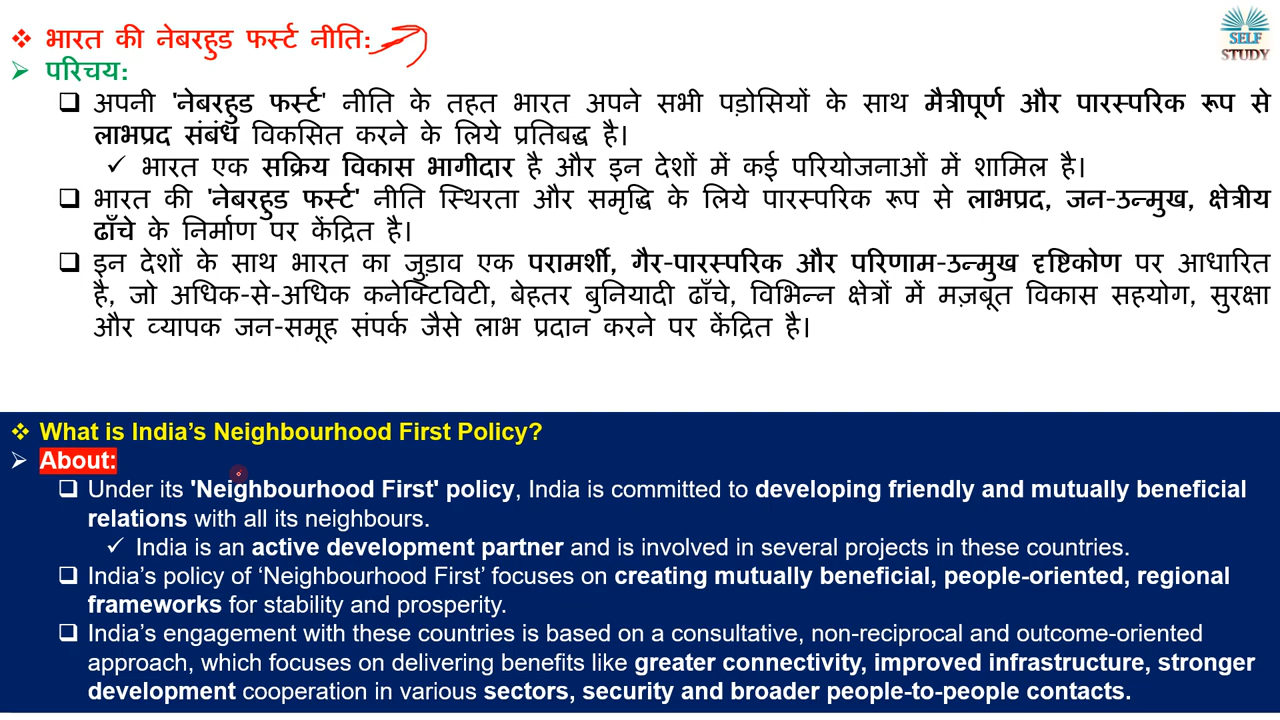 ❖ भारत की नेबरहुड फर्स्ट नीति:
SELF
STUDY
➢ परिचय:
❑ अपनी 'नेबरहुड फर्स्ट' नीति के तहत भारत अपने सभी पड़ोसियों के साथ मैत्रीपूर्ण और पारस्परिक रूप से
लाभप्रद संबंध विकसित करने के लिये प्रतिबद्ध है।
✓ भारत एक सक्रिय विकास भागीदार है और इन देशों में कई परियोजनाओं में शामिल है।
❑ भारत की 'नेबरहुड फर्स्ट' नीति स्थिरता और समृद्धि के लिये पारस्परिक रूप से लाभप्रद, जन-उन्मुख, क्षेत्रीय
ढाँचे के निर्माण पर केंद्रित है।
❑ इन देशों के साथ भारत का जुड़ाव एक परामर्शी, गैर-पारस्परिक और परिणाम-उन्मुख दृष्टिकोण पर आधारित
है, जो अधिक-से-अधिक कनेक्टिविटी, बेहतर बुनियादी ढाँचे, विभिन्न क्षेत्रों में मज़बूत विकास सहयोग, सुरक्षा
और व्यापक जन-समूह संपर्क जैसे लाभ प्रदान करने पर केंद्रित है।
❖ What is India’s Neighbourhood First Policy?
➢ About:
❑ Under its 'Neighbourhood First' policy, India is committed to developing friendly and mutually beneficial
relations with all its neighbours.
✓ India is an active development partner and is involved in several projects in these countries.
❑ India’s policy of ‘Neighbourhood First’ focuses on creating mutually beneficial, people-oriented, regional
frameworks for stability and prosperity.
❑ India’s engagement with these countries is based on a consultative, non-reciprocal and outcome-oriented
approach, which focuses on delivering benefits like greater connectivity, improved infrastructure, stronger
development cooperation in various sectors, security and broader people-to-people contacts.